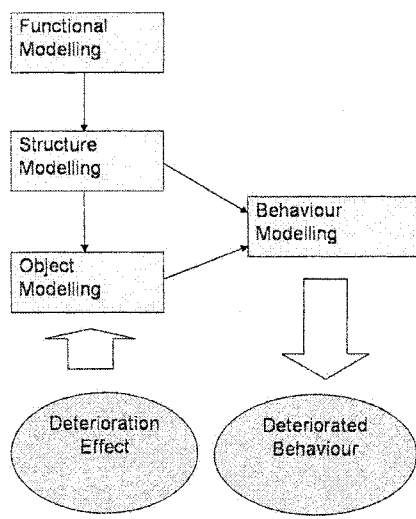 Functional
Modelling
Structure
Modelling
Behaviour
Modelling
Object
Modelling
Deterioration
Effect
Deteriorated
Behaviour